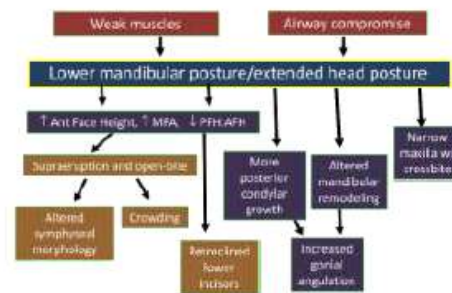 Weak muscles
Airway compromise
Lower mandibular posture/extended head posture
↑ Ant Face Height, ↑ MPA, ↓ PFH:AFH
Narrow
maxilla w/
crossbite
Supraeruption and open-bite
More
posterior
condylar
growth
Altered
mandibular
remodeling
Altered
symphyseal
morphology
Crowding
Retroclined
lower
incisors
Increased
gonial
angulation